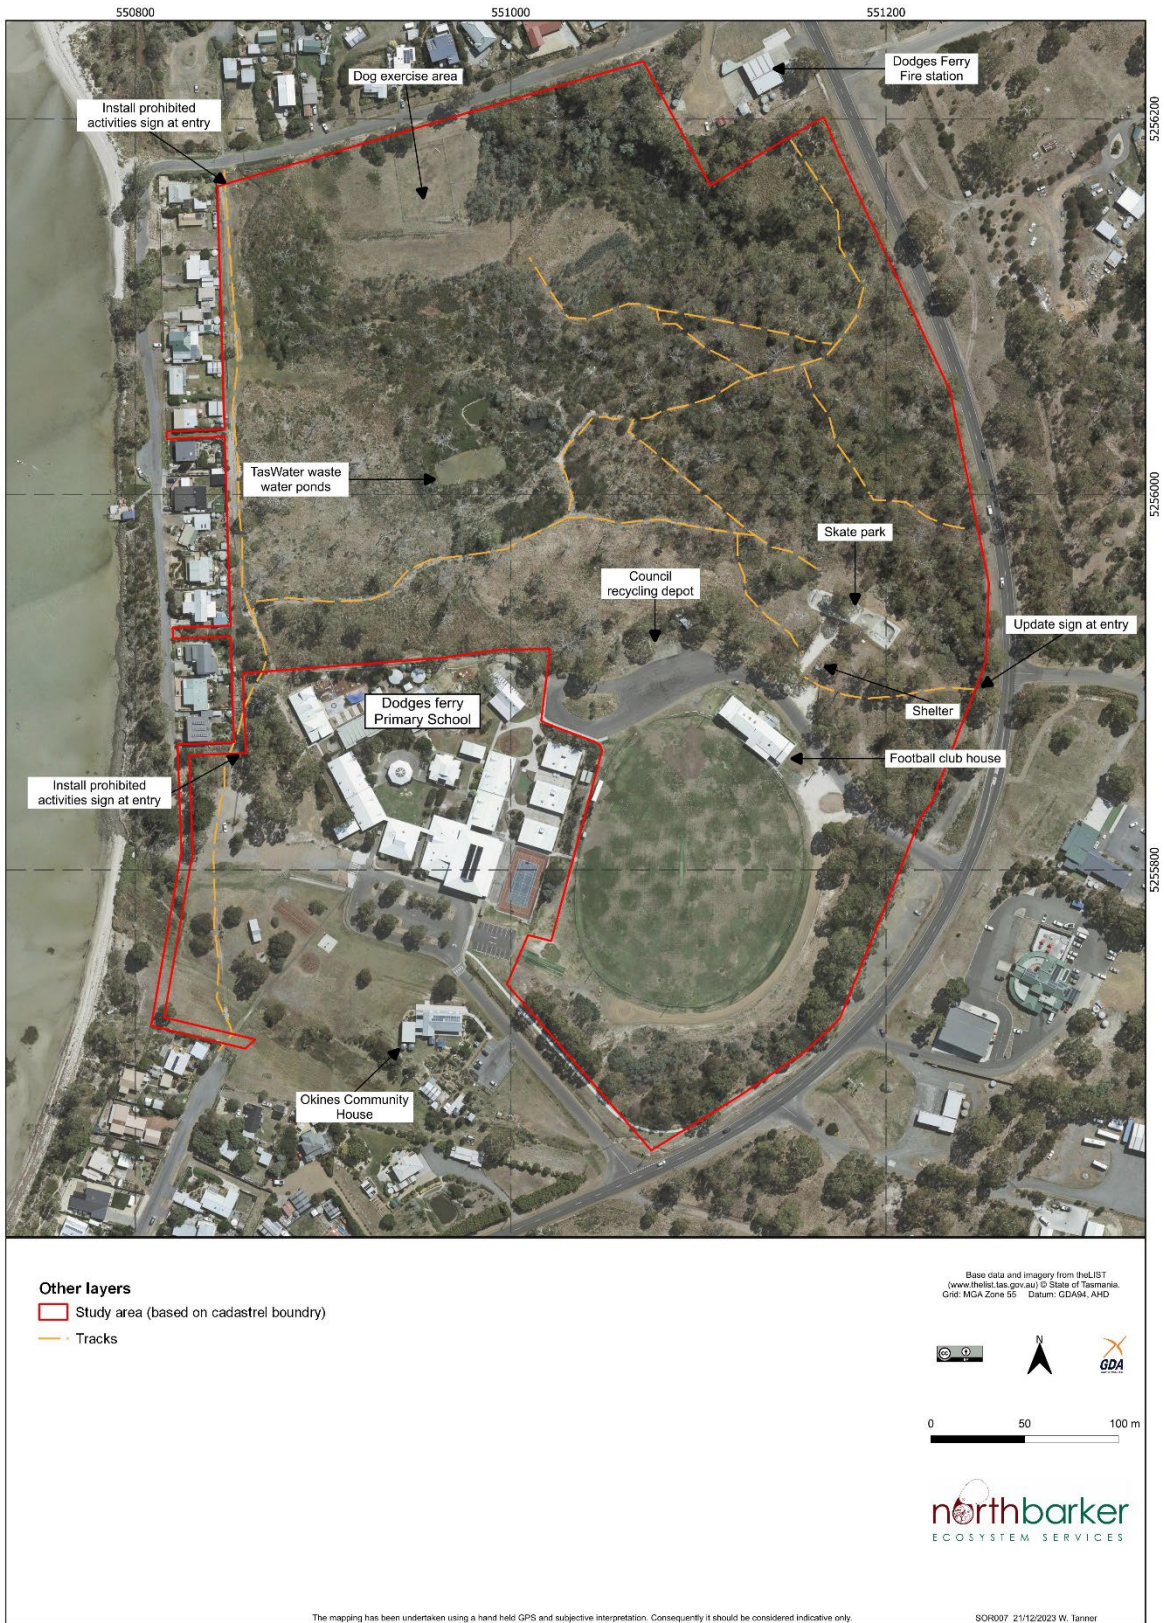 550800
551000
551200
Dog exercise area
Dodges Ferry
Fire station
Install prohibited
activities sign at entry
5256200
TasWater waste
water ponds
5256000
Skate park
Council
recycling depot
Update sign at entry
Dodges ferry
Primary School
Shelter
Football club house
Install prohibited
activities sign at entry
5255800
Okines Community
House
Other layers
Study area (based on cadastrel boundry)
Tracks
Base data and imagery from theLIST
(www.thelist.tas.gov.au) © State of Tasmania.
Grid: MGA Zone 55 Datum: GDA94, AHD
cc
BY
N
GDA
0 50 100 m
northbarker
ECOSYSTEM SERVICES
The mapping has been undertaken using a hand held GPS and subjective interpretation. Consequently it should be considered indicative only.
SOR007 21/12/2023 W. Tanner